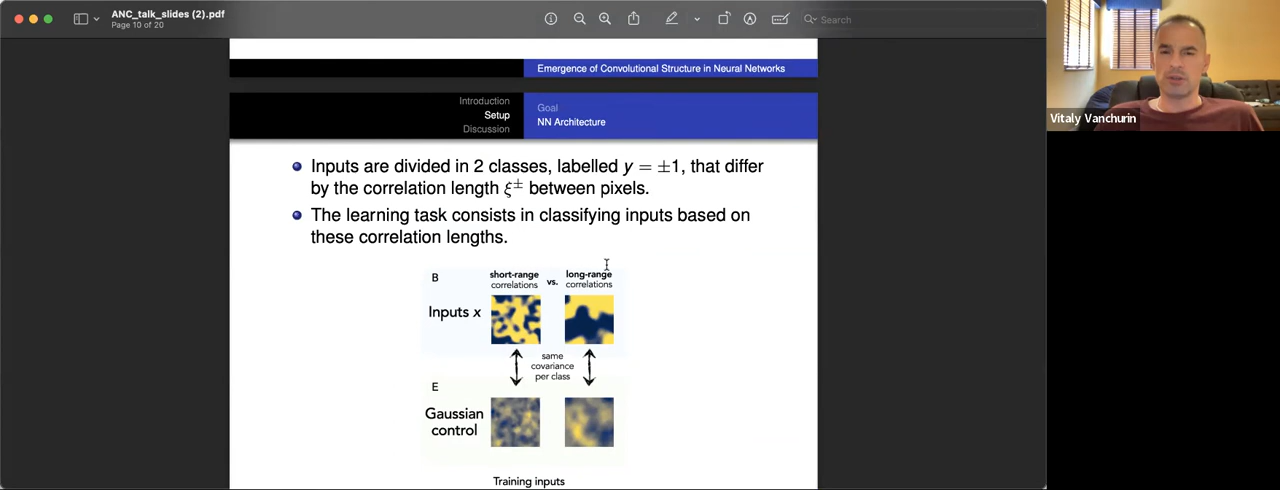 ANC_talk_slides (2).pdf
Page 10 of 20
Search
Emergence of Convolutional Structure in Neural Networks
Introduction
Setup
Discussion
Goal
NN Architecture
Inputs are divided in 2 classes, labelled y = ±1, that differ
by the correlation length ξ± between pixels.
The learning task consists in classifying inputs based on
these correlation lengths.
B
short-range
correlations
vs.
long-range
correlations
Inputs x
same
covariance
per class
E
Gaussian
control
Training inputs
Vitaly Vanchurin